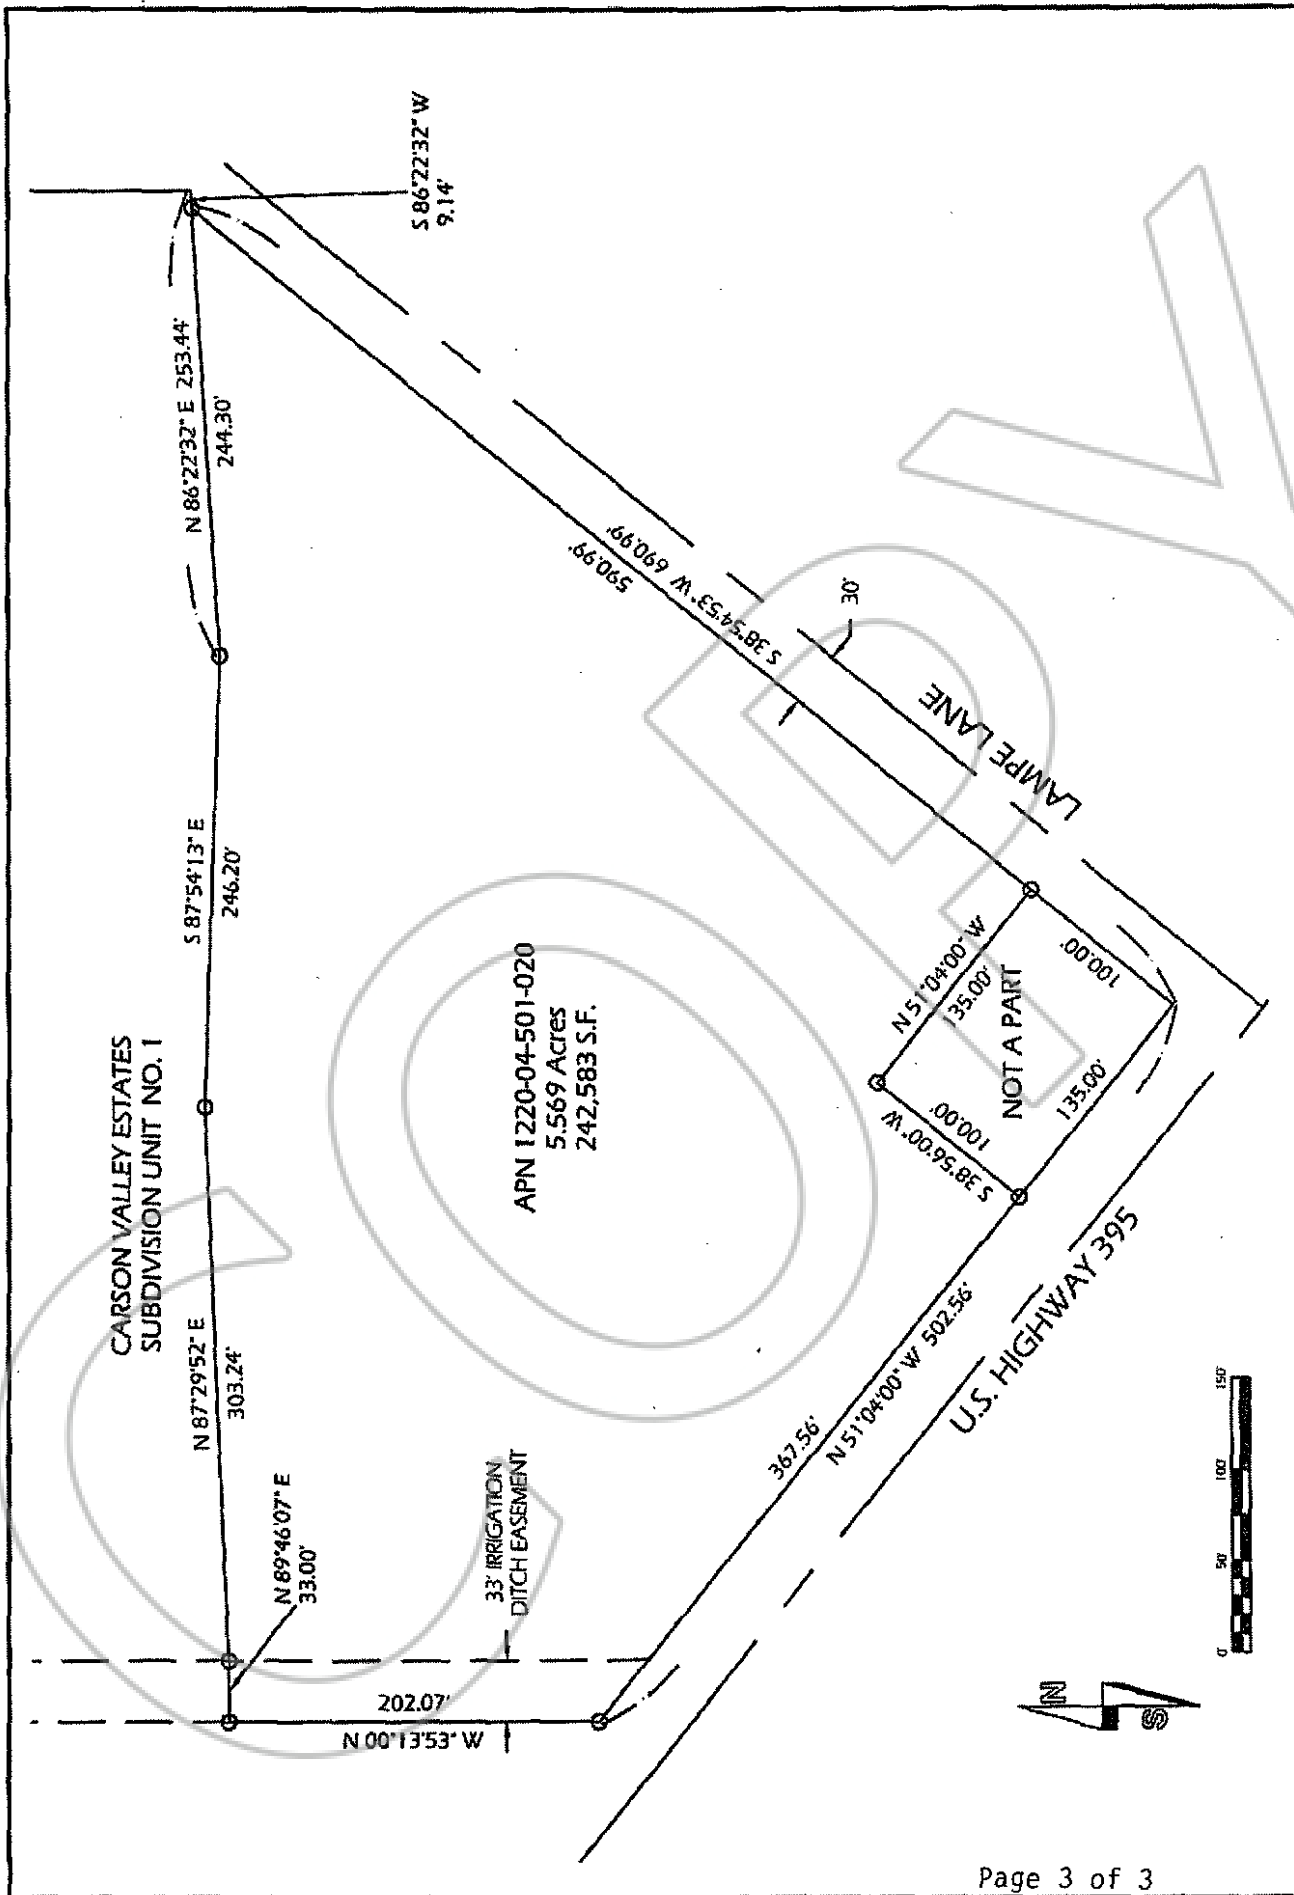 CARSON VALLEY ESTATES
SUBDIVISION UNIT NO. 1
N 89°46'07" E
33.00'
N 87°29'52" E
303.24'
S 87°54'13" E
246.20'
N 86°22'32" E 253.44'
244.30'
S 86°22'32" W
9.14'
202.07'
N 00°13'53" W
33' IRRIGATION
DITCH EASEMENT
APN 1220-04-501-020
5.569 Acres
242,583 S.F.
590.99'
S 38°54'53" W 690.99'
30'
LAMPE LANE
367.56'
N 51°04'00" W 502.56'
U.S. HIGHWAY 395
S 38°56'00" W
100.00'
N 51°04'00" W
135.00'
NOT A PART
100.00'
135.00'
N
S
0'
50'
100'
150'
COPY
Page 3 of 3